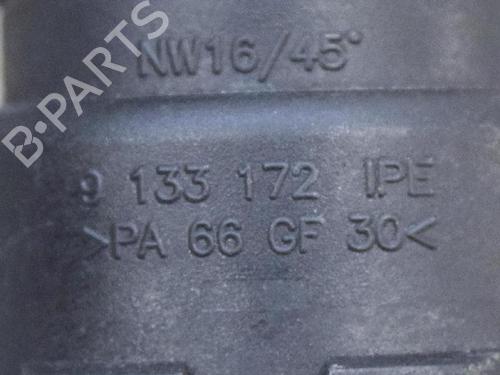 B·PARTS
NW16/45°
9 133 172 IPE
>PA 66 GF 30<